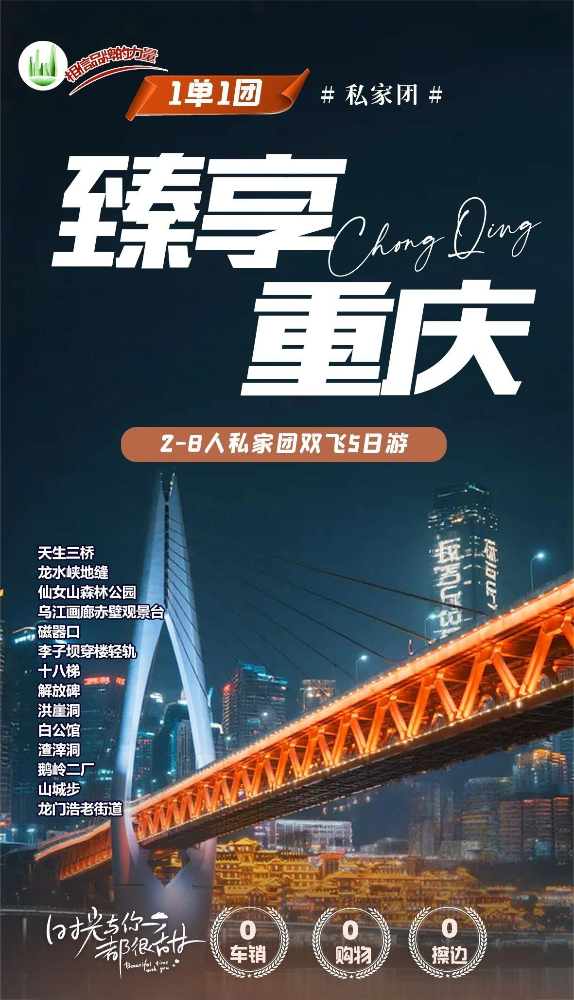 相信品牌的力量
1单1团
# 私家团 #
臻享
Chong Qing
重庆
2-8人私家团双飞5日游
天生三桥
龙水峡地缝
仙女山森林公园
乌江画廊赤壁观景台
磁器口
李子坝穿楼轻轨
十八梯
解放碑
洪崖洞
白公馆
渣滓洞
鹅岭二厂
山城步
龙门浩老街道
时光与你
都很甜
Beautiful time
with you
0
车销
0
购物
0
擦边